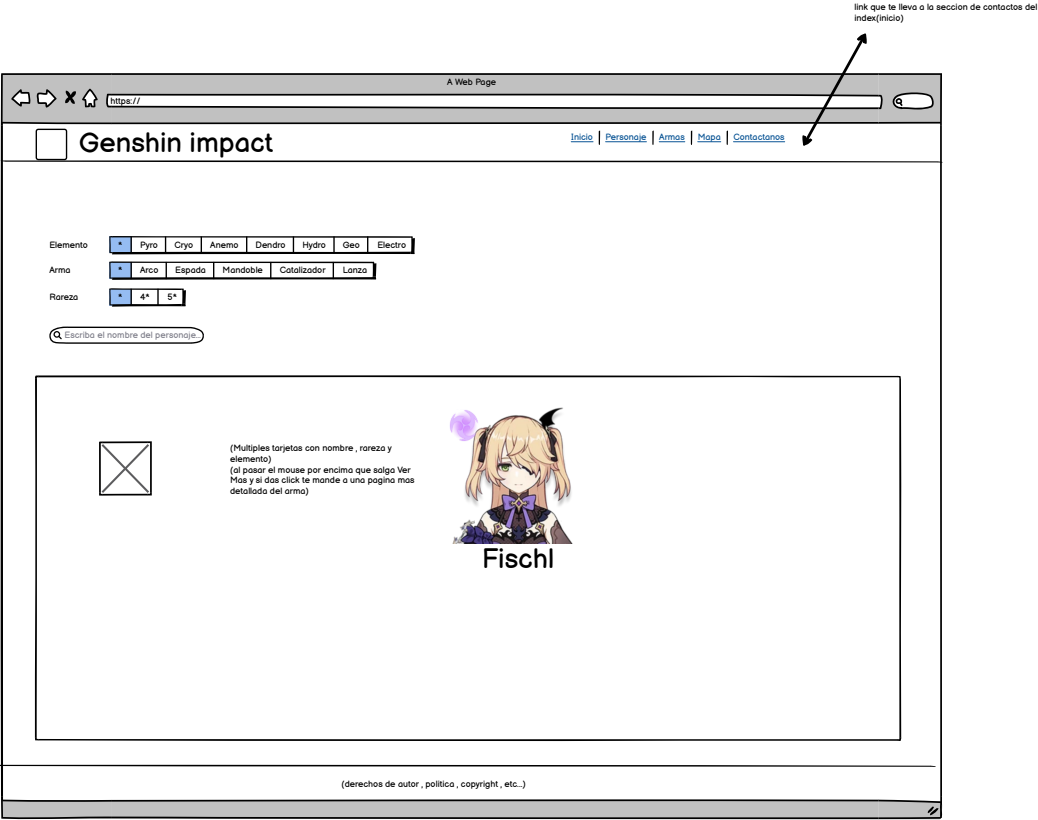 link que te lleva a la seccion de contactos del
index(inicio)
A Web Page
https://
Genshin impact
Inicio | Personaje | Armas | Mapa | Contactanos
Elemento * Pyro Cryo Anemo Dendro Hydro Geo Electro
Arma * Arco Espada Mandoble Catalizador Lanza
Rareza * 4* 5*
Escriba el nombre del personaje...
(Multiples tarjetas con nombre , rareza y
elemento)
(al pasar el mouse por encima que salga Ver
Mas y si das click te mande a una pagina mas
detallada del arma)
Fischl
(derechos de autor , politica , copyright , etc...)